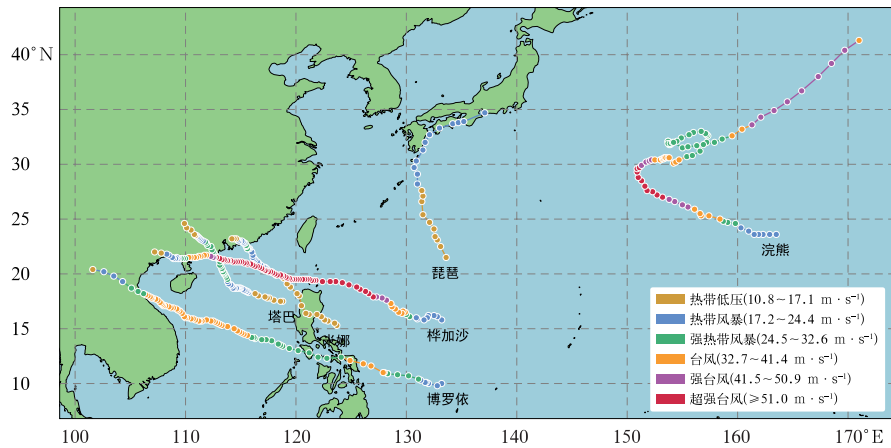 40°N
30
25
20
15
10
100
110
120
130
140
150
160
170°E
浣熊
琵琶
塔巴
米娜
桦加沙
博罗依
热带低压(10.8~17.1 m · s⁻¹)
热带风暴(17.2~24.4 m · s⁻¹)
强热带风暴(24.5~32.6 m · s⁻¹)
台风(32.7~41.4 m · s⁻¹)
强台风(41.5~50.9 m · s⁻¹)
超强台风(≥51.0 m · s⁻¹)